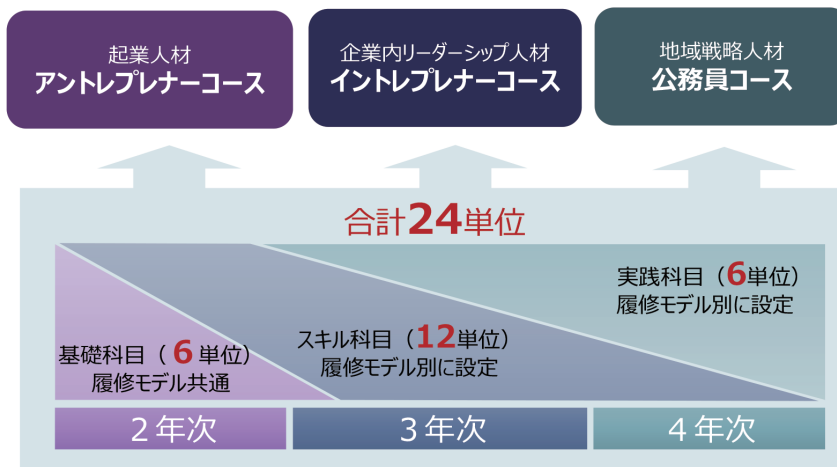 起業人材
アントレプレナーコース
企業内リーダーシップ人材
イントレプレナーコース
地域戦略人材
公務員コース
合計24単位
実践科目（6単位）
履修モデル別に設定
スキル科目（12単位）
履修モデル別に設定
基礎科目（6単位）
履修モデル共通
２年次
３年次
４年次